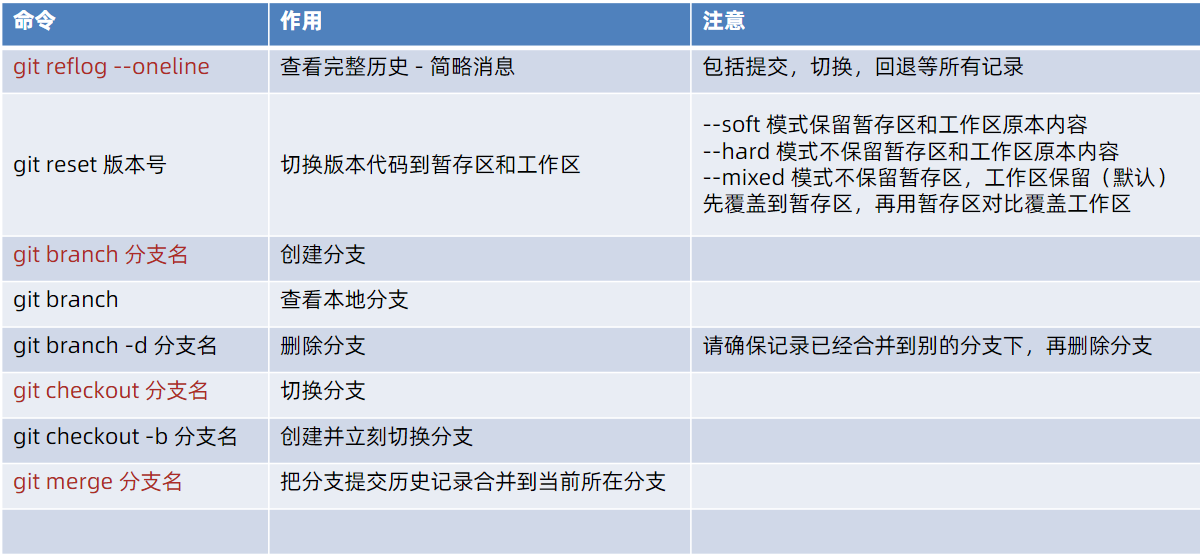 命令 作用 注意
git reflog --oneline 查看完整历史 - 简略消息 包括提交，切换，回退等所有记录
git reset 版本号 切换版本代码到暂存区和工作区
--soft 模式保留暂存区和工作区原本内容
--hard 模式不保留暂存区和工作区原本内容
--mixed 模式不保留暂存区，工作区保留（默认）
先覆盖到暂存区，再用暂存区对比覆盖工作区
git branch 分支名 创建分支
git branch 查看本地分支
git branch -d 分支名 删除分支 请确保记录已经合并到别的分支下，再删除分支
git checkout 分支名 切换分支
git checkout -b 分支名 创建并立刻切换分支
git merge 分支名 把分支提交历史记录合并到当前所在分支